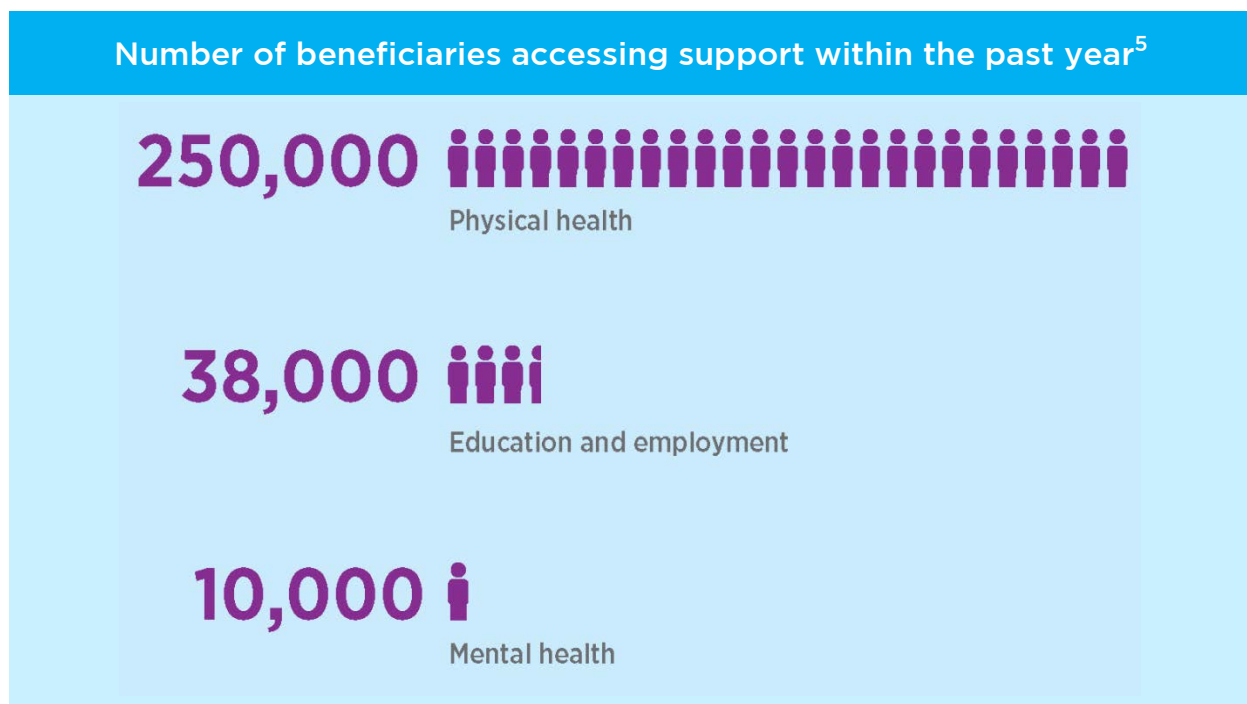 Number of beneficiaries accessing support within the past year⁵
250,000
Physical health
38,000
Education and employment
10,000
Mental health